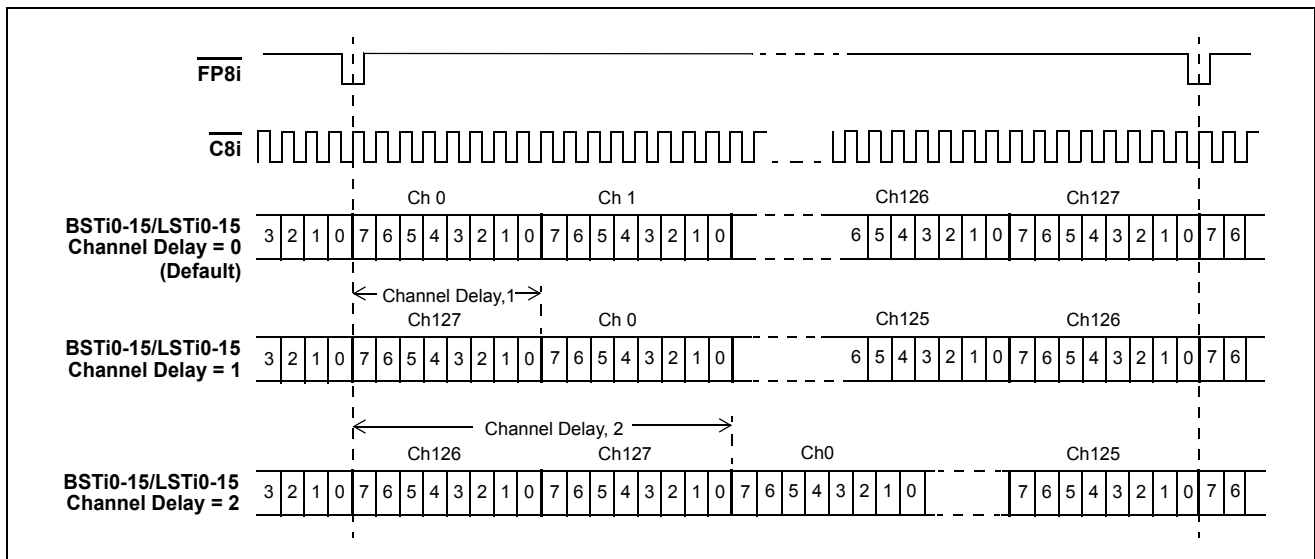 FP8i
C8i
Ch 0 Ch 1 Ch126 Ch127
BSTi0-15/LSTi0-15
Channel Delay = 0
(Default)
3 2 1 0 7 6 5 4 3 2 1 0 7 6 5 4 3 2 1 0 6 5 4 3 2 1 0 7 6 5 4 3 2 1 0 7 6
Channel Delay,1
Ch127 Ch 0 Ch125 Ch126
BSTi0-15/LSTi0-15
Channel Delay = 1
3 2 1 0 7 6 5 4 3 2 1 0 7 6 5 4 3 2 1 0 6 5 4 3 2 1 0 7 6 5 4 3 2 1 0 7 6
Channel Delay, 2
Ch126 Ch127 Ch0 Ch125
BSTi0-15/LSTi0-15
Channel Delay = 2
3 2 1 0 7 6 5 4 3 2 1 0 7 6 5 4 3 2 1 0 7 6 5 4 3 2 1 0 7 6 5 4 3 2 1 0 7 6